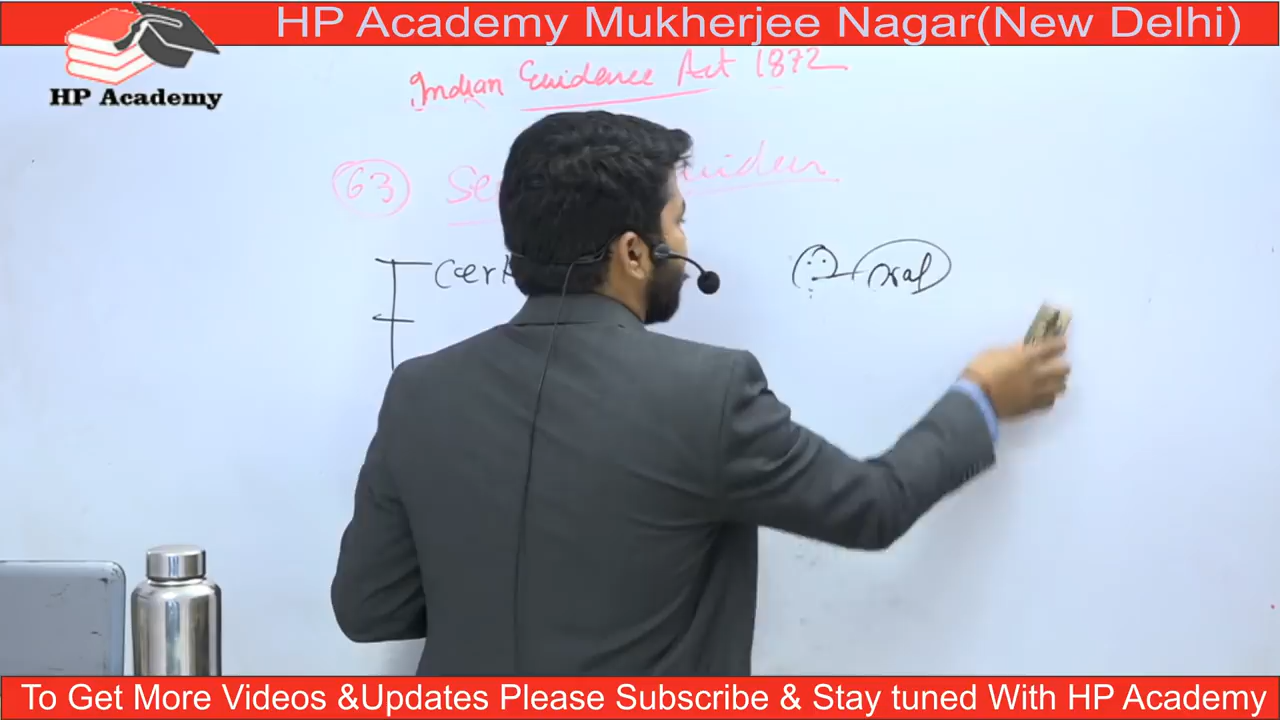 HP Academy Mukherjee Nagar(New Delhi)
HP Academy
Indian Evidence Act 1872
63
oral
To Get More Videos &Updates Please Subscribe & Stay tuned With HP Academy